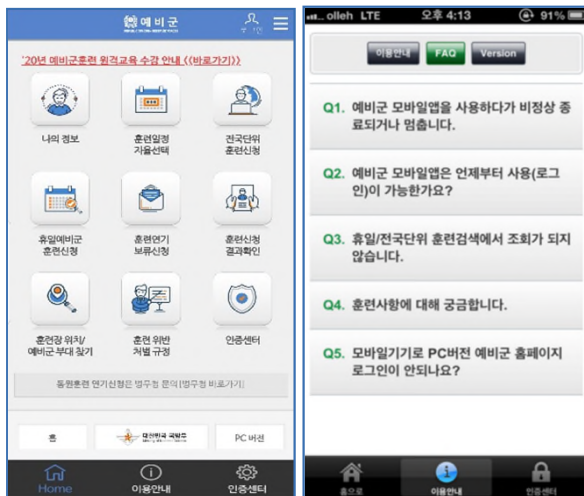 예비군
'20년 예비군훈련 원격교육 수강 안내 《바로가기》
나의 정보
훈련일정
자율선택
전국단위
훈련신청
휴일예비군
훈련신청
훈련연기
보류신청
훈련신청
결과확인
훈련장 위치/
예비군 부대 찾기
훈련 위반
처벌 규정
인증센터
동원훈련 연기신청은 병무청 문의[병무청 바로가기]
홈
대한민국 국방부
PC 버전
Home
이용안내
인증센터
olleh LTE 오후 4:13 91%
이용안내 FAQ Version
Q1. 예비군 모바일앱을 사용하다가 비정상 종
료되거나 멈춥니다.
Q2. 예비군 모바일앱은 언제부터 사용(로그
인)이 가능한가요?
Q3. 휴일/전국단위 훈련검색에서 조회가 되지
않습니다.
Q4. 훈련사항에 대해 궁금합니다.
Q5. 모바일기기로 PC버전 예비군 홈페이지
로그인이 안되나요?
홈으로
이용안내
인증센터